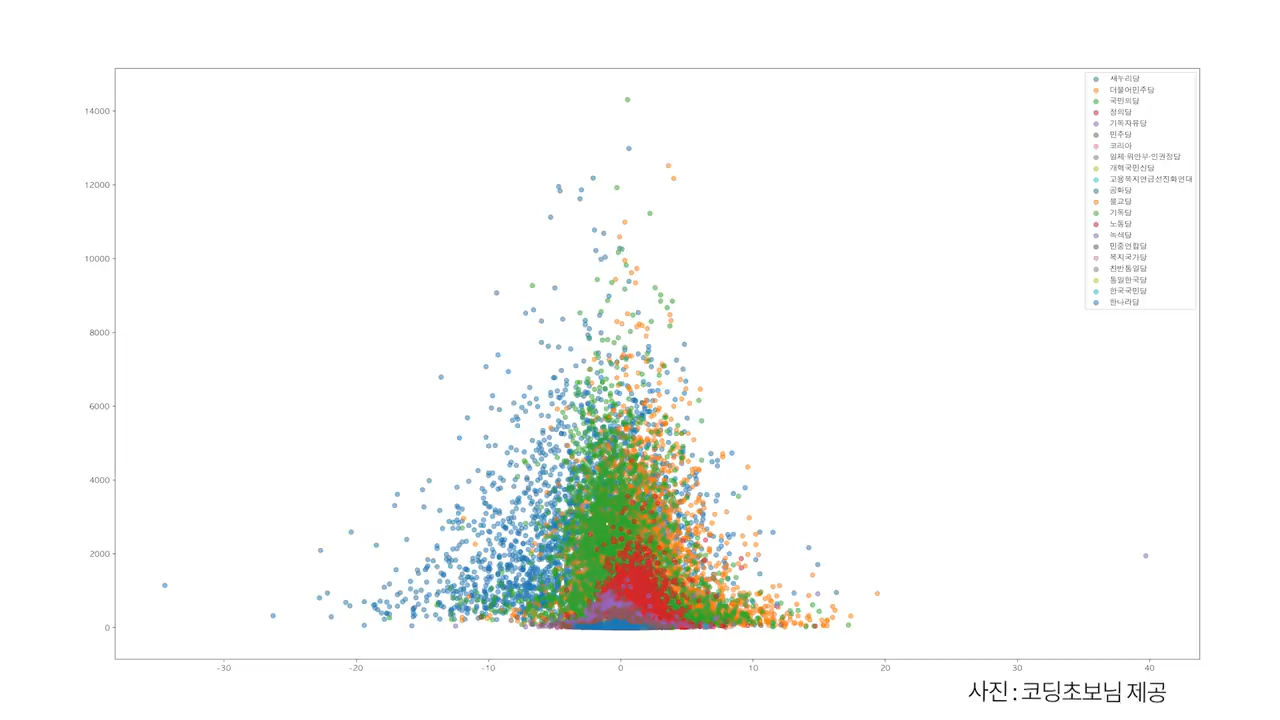 14000
12000
10000
8000
6000
4000
2000
0
-30 -20 -10 0 10 20 30 40
새누리당
더불어민주당
국민의당
정의당
기독자유당
민주당
코리아
일제·위안부·인권정당
개혁국민신당
고용복지연금선진화연대
공화당
불교당
기독당
노동당
녹색당
민중연합당
복지국가당
친반통일당
통일한국당
한국국민당
한나라당
사진 : 코딩초보님 제공